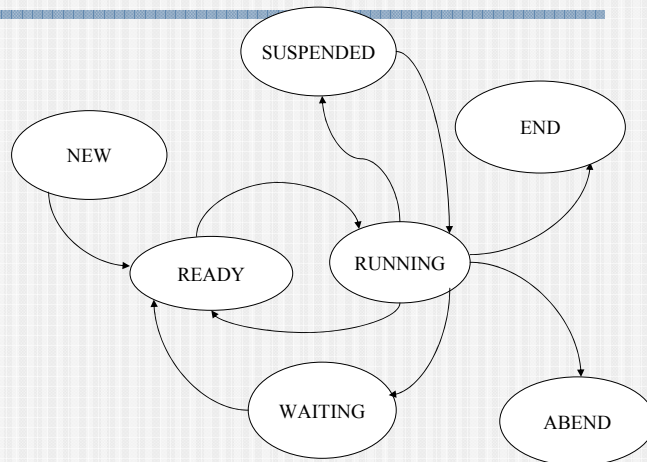 SUSPENDED
END
NEW
READY
RUNNING
WAITING
ABEND